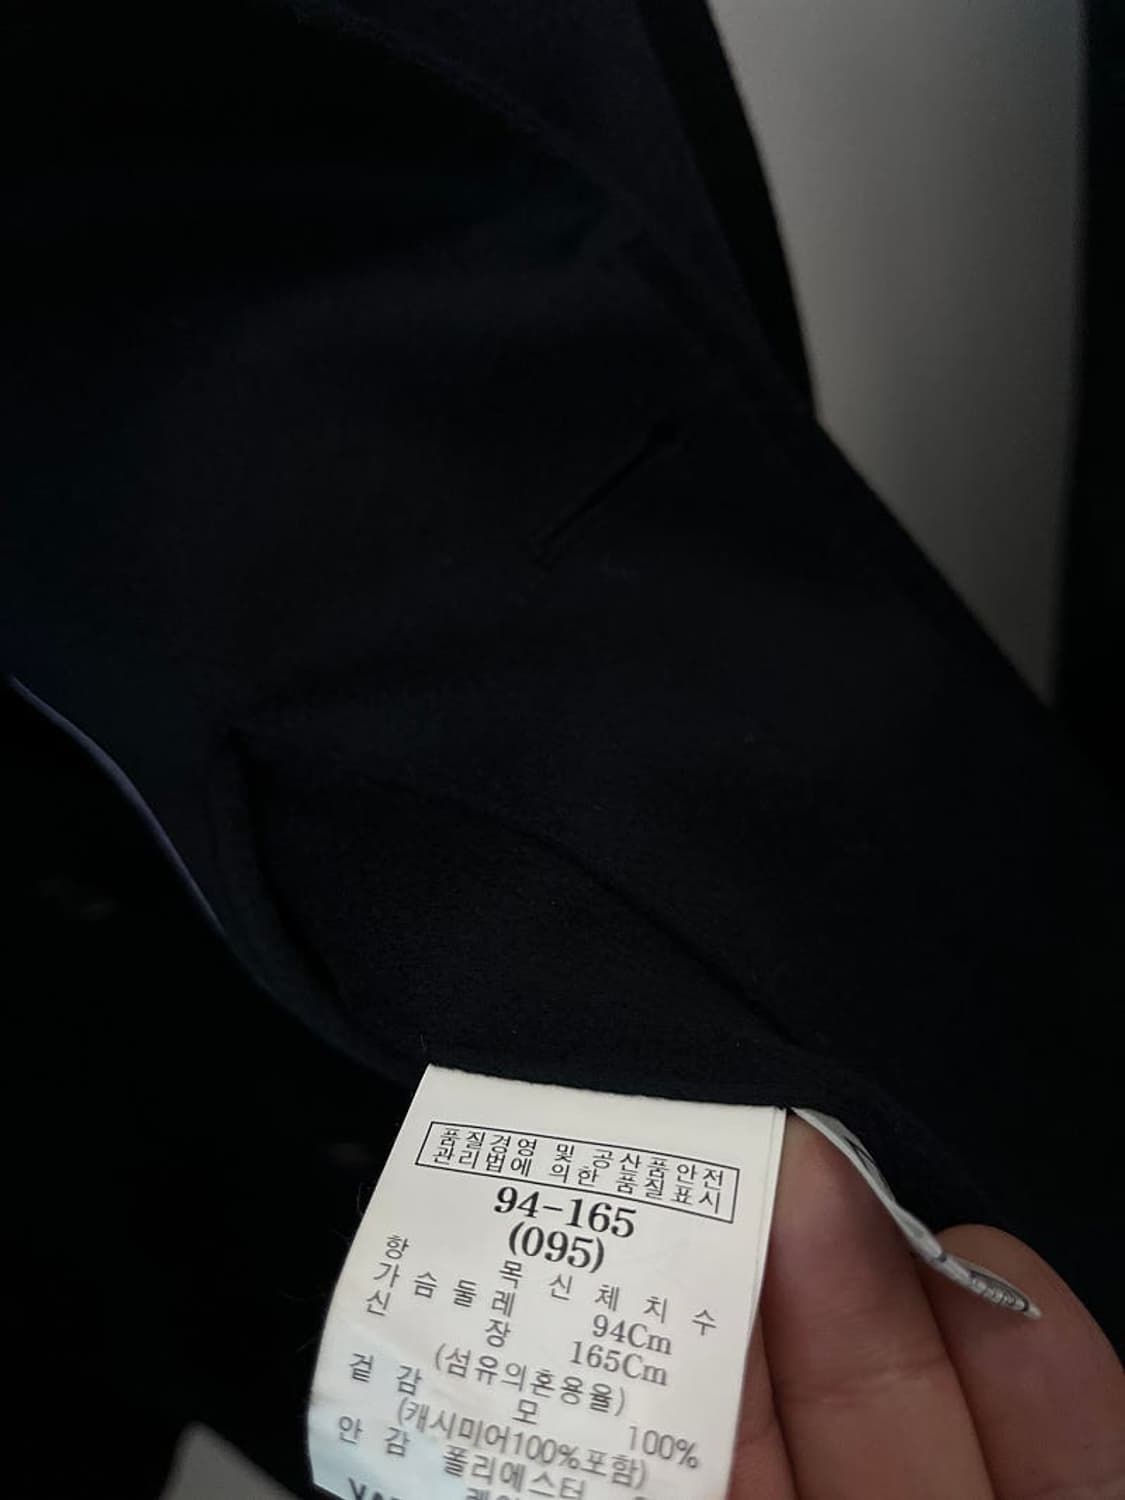 품질경영 및 공산품안전
관리법에 의한 품질표시
94-165
(095)
항 목 신 체 치 수
가 슴 둘 레 94Cm
신 장 165Cm
(섬유의혼용율)
겉 감 모 100%
(캐시미어100%포함)
안 감 폴리에스터